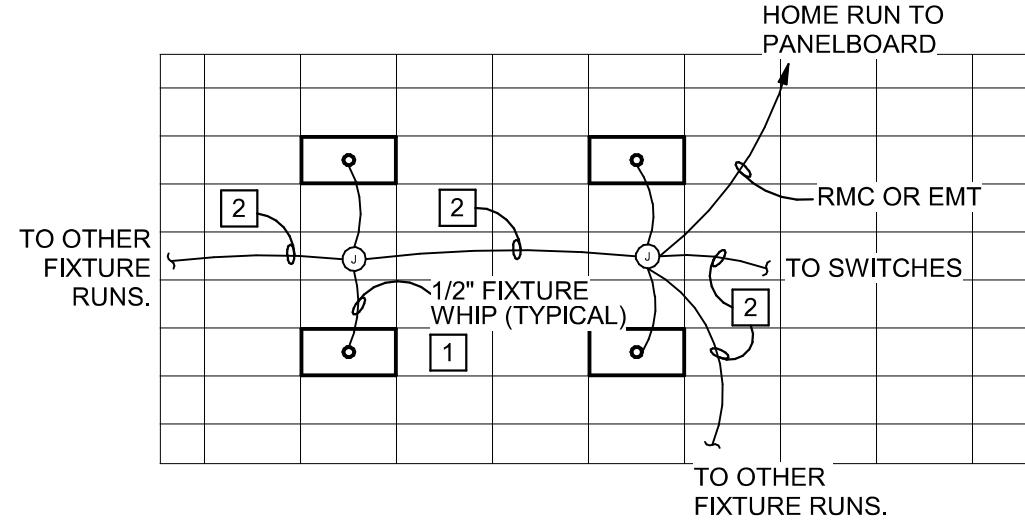 HOME RUN TO
PANELBOARD
2
2
RMC OR EMT
TO OTHER
FIXTURE
RUNS.
J
J
TO SWITCHES
1/2" FIXTURE
WHIP (TYPICAL)
2
1
TO OTHER
FIXTURE RUNS.